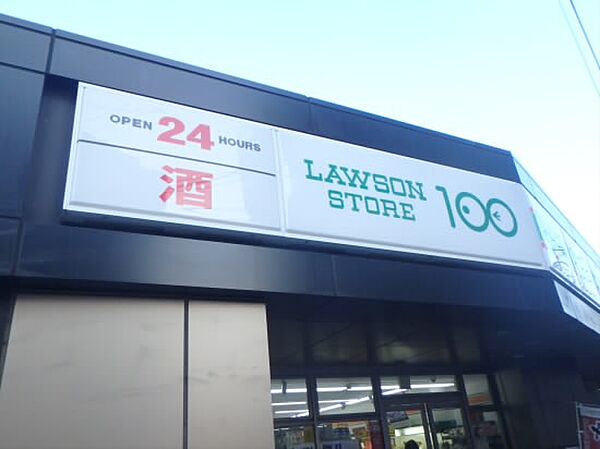 OPEN 24 HOURS
酒
LAWSON
STORE 100